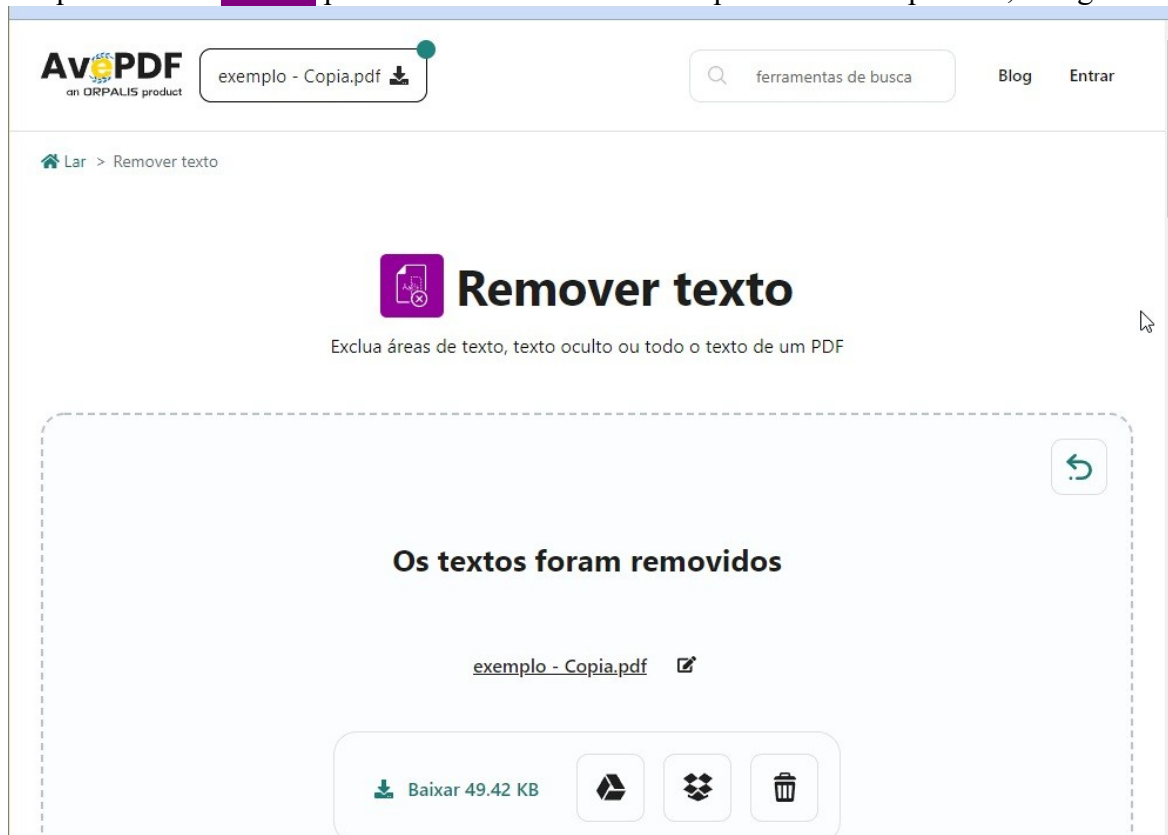 AvePDF
an ORPALIS product
exemplo - Copia.pdf
ferramentas de busca
Blog
Entrar
Lar > Remover texto
Remover texto
Exclua áreas de texto, texto oculto ou todo o texto de um PDF
Os textos foram removidos
exemplo - Copia.pdf
Baixar 49.42 KB